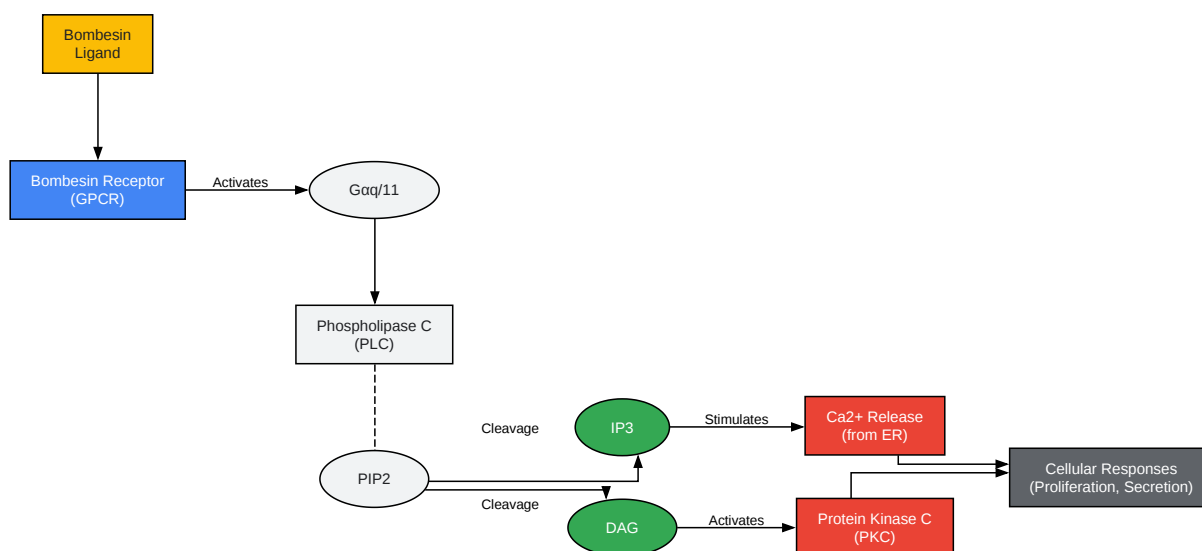 Bombesin
Ligand
Bombesin Receptor
(GPCR)
Activates
Gαq/11
Phospholipase C
(PLC)
Cleavage
IP3
Stimulates
Ca2+ Release
(from ER)
PIP2
Cleavage
DAG
Activates
Protein Kinase C
(PKC)
Cellular Responses
(Proliferation, Secretion)